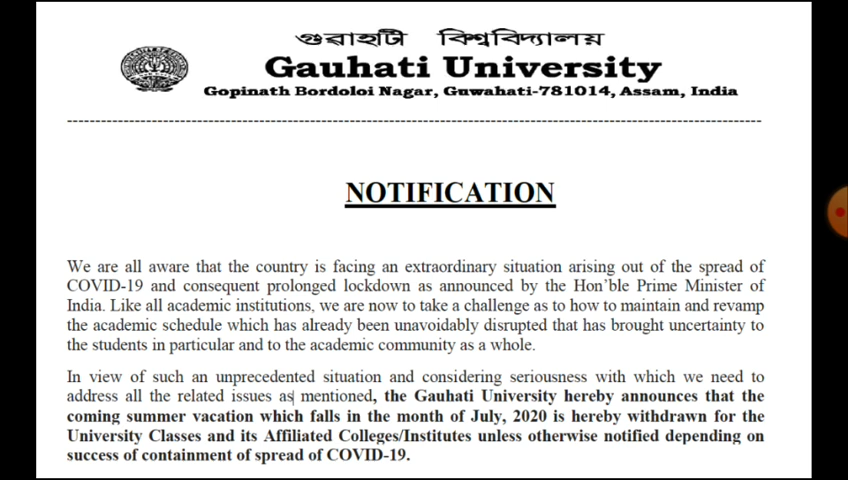 গুৱাহাটী বিশ্ববিদ্যালয়
Gauhati University
Gopinath Bordoloi Nagar, Guwahati-781014, Assam, India
NOTIFICATION
We are all aware that the country is facing an extraordinary situation arising out of the spread of
COVID-19 and consequent prolonged lockdown as announced by the Hon’ble Prime Minister of
India. Like all academic institutions, we are now to take a challenge as to how to maintain and revamp
the academic schedule which has already been unavoidably disrupted that has brought uncertainty to
the students in particular and to the academic community as a whole.
In view of such an unprecedented situation and considering seriousness with which we need to
address all the related issues as mentioned, the Gauhati University hereby announces that the
coming summer vacation which falls in the month of July, 2020 is hereby withdrawn for the
University Classes and its Affiliated Colleges/Institutes unless otherwise notified depending on
success of containment of spread of COVID-19.